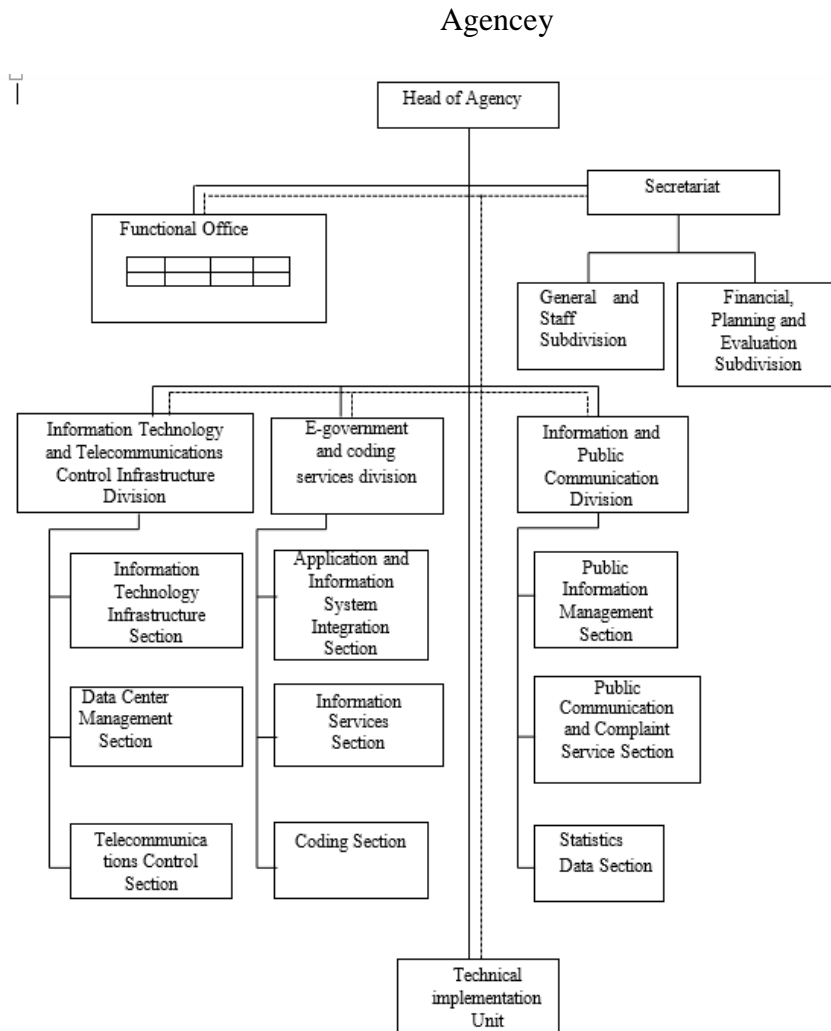 Agencey
Head of Agency
Secretariat
Functional Office
General and
Staff
Subdivision
Financial,
Planning and
Evaluation
Subdivision
Information Technology
and Telecommunications
Control Infrastructure
Division
E-government
and coding
services division
Information and
Public
Communication
Division
Information
Technology
Infrastructure
Section
Application and
Information
System
Integration
Section
Public
Information
Management
Section
Data Center
Management
Section
Information
Services
Section
Public
Communication
and Complaint
Service Section
Telecommunica
tions Control
Section
Coding Section
Statistics
Data Section
Technical
implementation
Unit